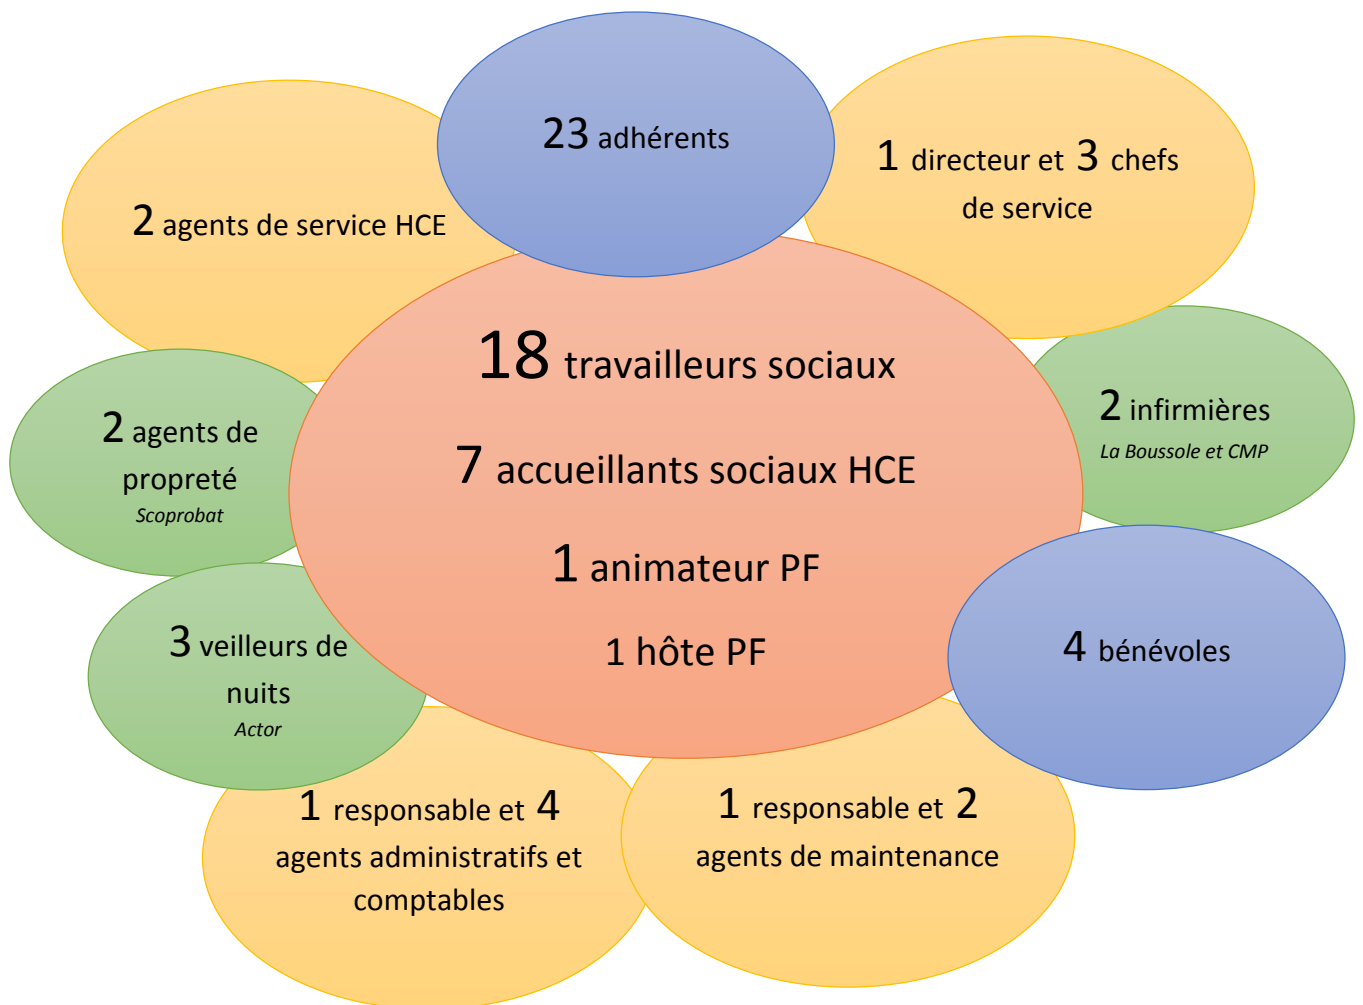 23 adhérents
1 directeur et 3 chefs
de service
2 agents de service HCE
18 travailleurs sociaux
7 accueillants sociaux HCE
1 animateur PF
1 hôte PF
2 infirmières
La Boussole et CMP
2 agents de
propreté
Scoprobat
3 veilleurs de
nuits
Actor
4 bénévoles
1 responsable et 4
agents administratifs et
comptables
1 responsable et 2
agents de maintenance